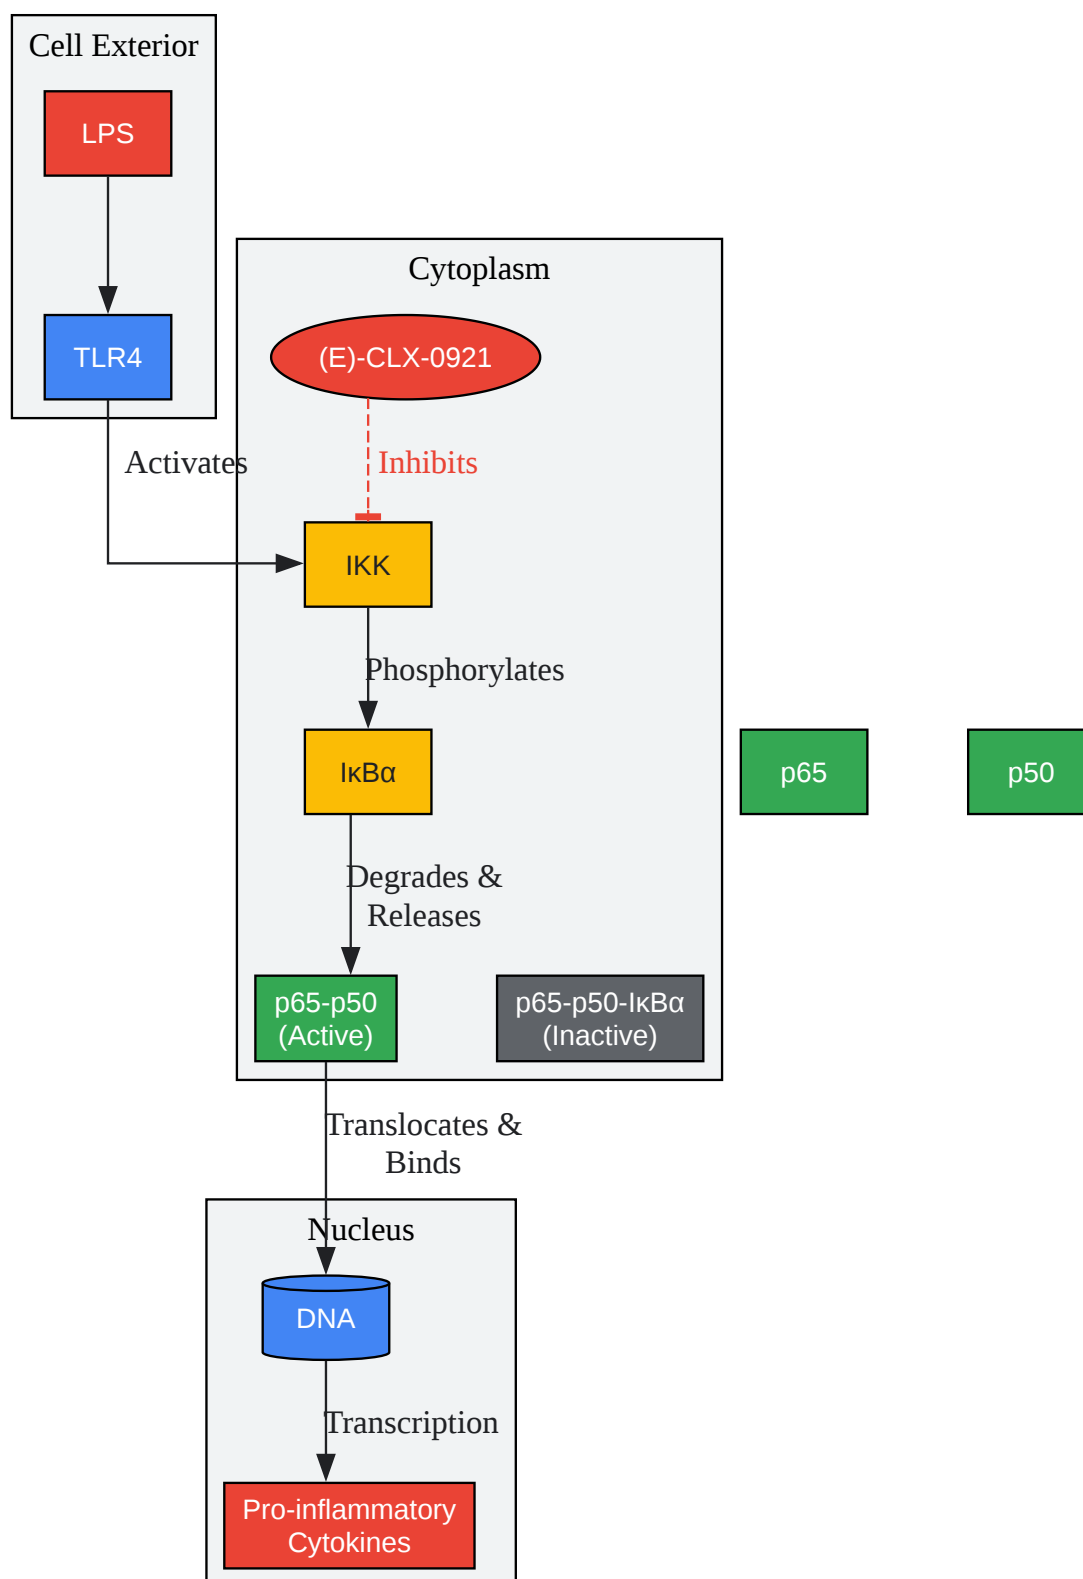 Cell Exterior
LPS
TLR4
Activates
Cytoplasm
(E)-CLX-0921
Inhibits
IKK
Phosphorylates
IκBα
p65
p50
Degrades &
Releases
p65-p50
(Active)
p65-p50-IκBα
(Inactive)
Translocates &
Binds
Nucleus
DNA
Transcription
Pro-inflammatory
Cytokines